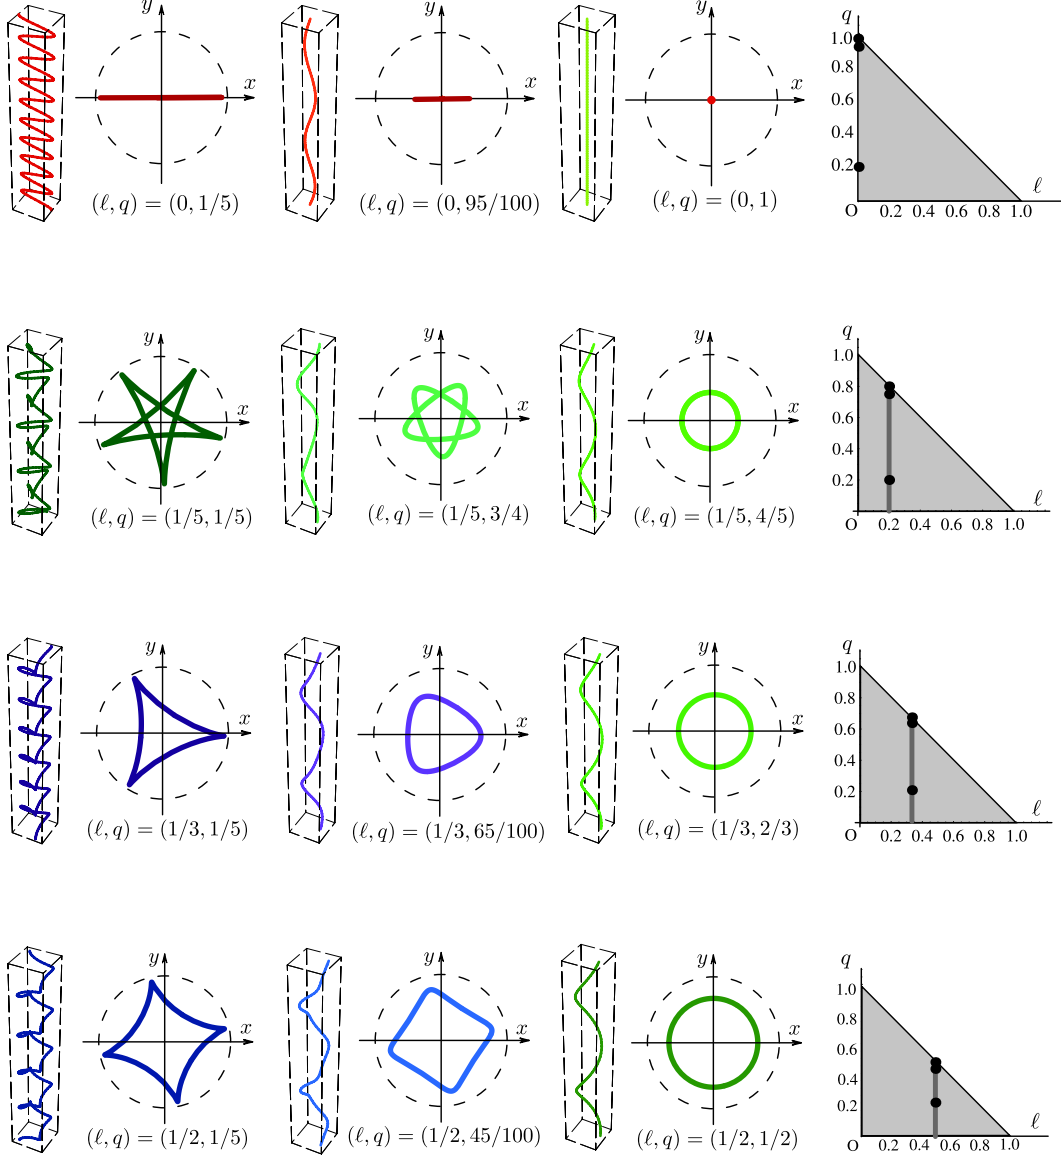 y x y x y x q 1.0 0.8 0.6 0.4 0.2 O 0.2 0.4 0.6 0.8 1.0 ℓ
(ℓ, q) = (0, 1/5) (ℓ, q) = (0, 95/100) (ℓ, q) = (0, 1)
y x y x y x q 1.0 0.8 0.6 0.4 0.2 O 0.2 0.4 0.6 0.8 1.0 ℓ
(ℓ, q) = (1/5, 1/5) (ℓ, q) = (1/5, 3/4) (ℓ, q) = (1/5, 4/5)
y x y x y x q 1.0 0.8 0.6 0.4 0.2 O 0.2 0.4 0.6 0.8 1.0 ℓ
(ℓ, q) = (1/3, 1/5) (ℓ, q) = (1/3, 65/100) (ℓ, q) = (1/3, 2/3)
y x y x y x q 1.0 0.8 0.6 0.4 0.2 O 0.2 0.4 0.6 0.8 1.0 ℓ
(ℓ, q) = (1/2, 1/5) (ℓ, q) = (1/2, 45/100) (ℓ, q) = (1/2, 1/2)